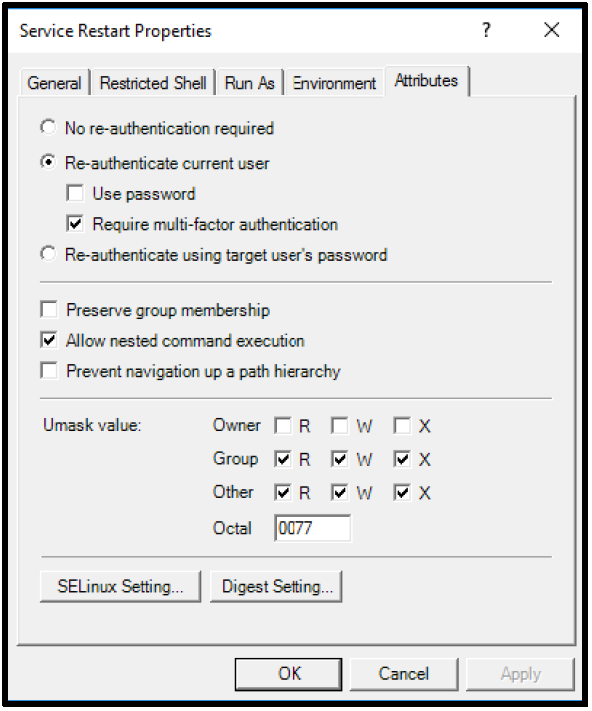 Service Restart Properties ?
General Restricted Shell Run As Environment Attributes
No re-authentication required
Re-authenticate current user
Use password
Require multi-factor authentication
Re-authenticate using target user's password
Preserve group membership
Allow nested command execution
Prevent navigation up a path hierarchy
Umask value: Owner R W X
Group R W X
Other R W X
Octal 0077
SELinux Setting... Digest Setting...
OK Cancel Apply